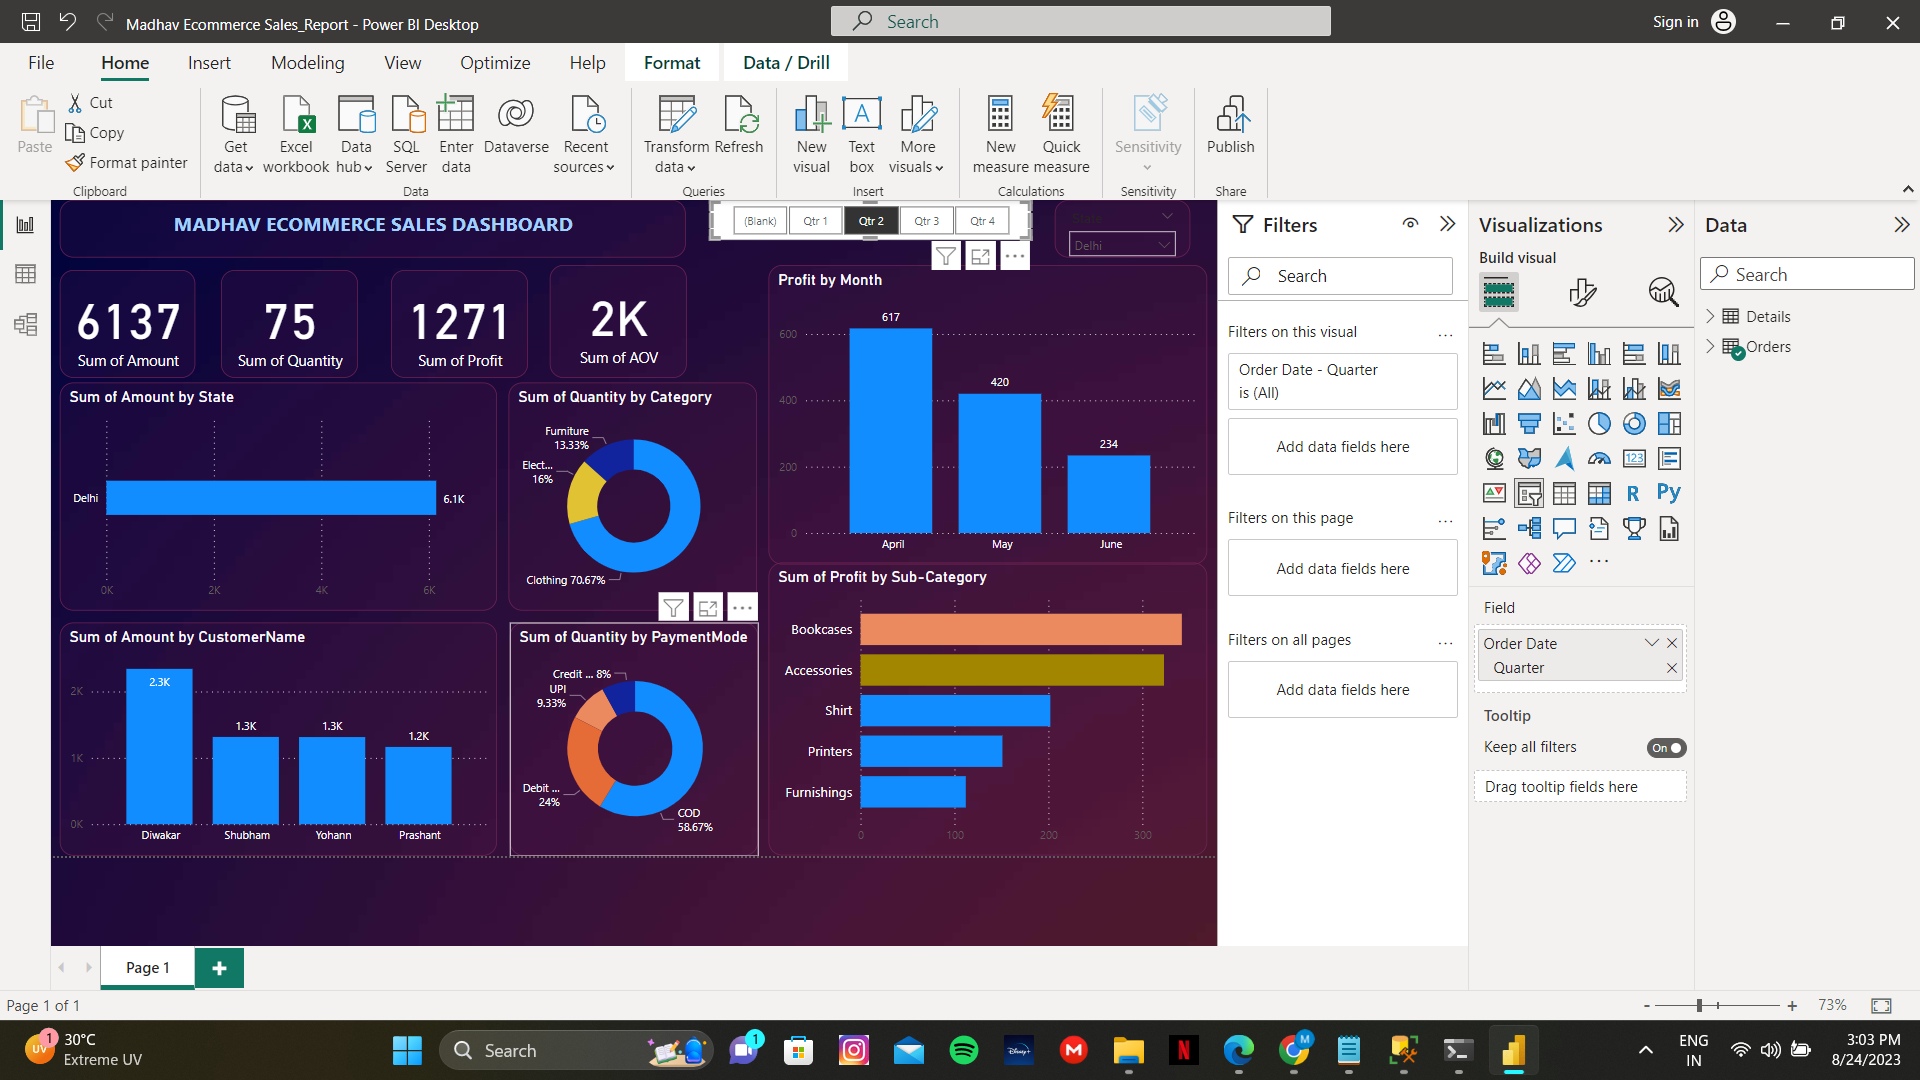 Madhav Ecommerce Sales_Report - Power BI Desktop
Search
Sign in
File Home Insert Modeling View Optimize Help Format Data / Drill
Paste
Cut
Copy
Format painter
Clipboard
Get data
Excel workbook
Data hub
SQL Server
Enter data
Dataverse
Recent sources
Data
Transform data
Refresh
Queries
New visual
Text box
More visuals
Insert
New measure
Quick measure
Calculations
Sensitivity
Sensitivity
Publish
Share
MADHAV ECOMMERCE SALES DASHBOARD
(Blank) Qtr 1 Qtr 2 Qtr 3 Qtr 4
State
Delhi
6137
Sum of Amount
75
Sum of Quantity
1271
Sum of Profit
2K
Sum of AOV
Sum of Amount by State
Delhi
6.1K
0K 2K 4K 6K
Sum of Quantity by Category
Furniture
13.33%
Elect...
16%
Clothing 70.67%
Profit by Month
600
400
200
0
617
420
234
April May June
Sum of Amount by CustomerName
2K
1K
0K
2.3K
1.3K
1.3K
1.2K
Diwakar Shubham Yohann Prashant
Sum of Quantity by PaymentMode
Credit ... 8%
UPI
9.33%
Debit ...
24%
COD
58.67%
Sum of Profit by Sub-Category
Bookcases
Accessories
Shirt
Printers
Furnishings
0 100 200 300
Filters
Search
Filters on this visual
Order Date - Quarter
is (All)
Add data fields here
Filters on this page
Add data fields here
Filters on all pages
Add data fields here
Visualizations
Build visual
123
R
Py
Field
Order Date
Quarter
Tooltip
Keep all filters
On
Drag tooltip fields here
Data
Search
Details
Orders
Page 1
Page 1 of 1
73%
UV
1
30°C
Extreme UV
Search
1
Disney+
M
N
M
ENG
IN
3:03 PM
8/24/2023